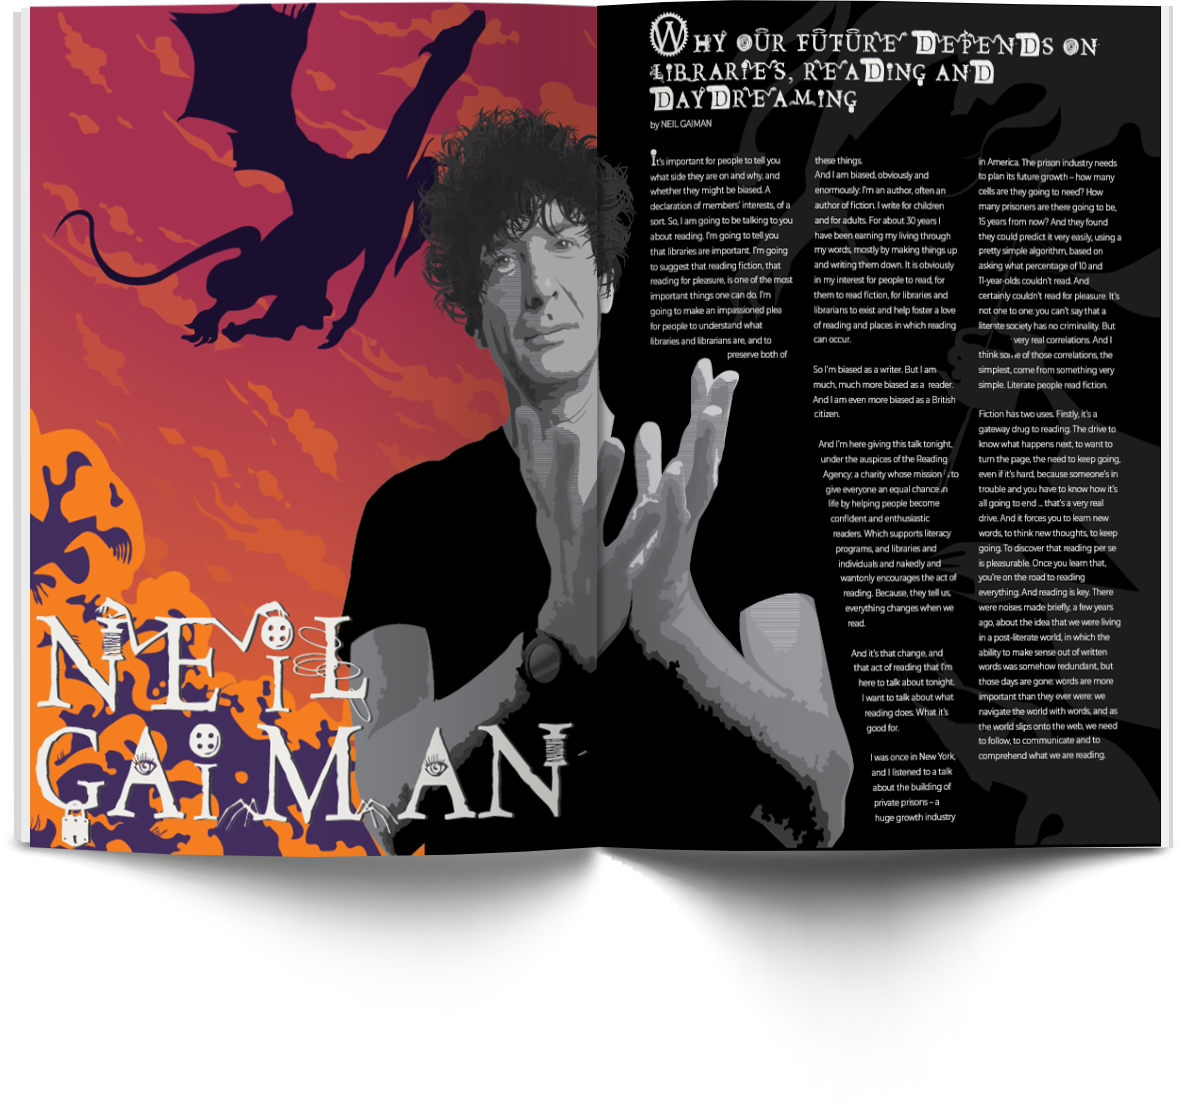 NEIL
GAIMAN
WHY OUR FUTURE DEPENDS ON
LIBRARIES, READING AND
DAYDREAMING
by NEIL GAIMAN
It's important for people to tell you
what side they are on and why, and
whether they might be biased. A
declaration of members' interests, of a
sort. So, I am going to be talking to you
about reading. I'm going to tell you
that libraries are important. I'm going
to suggest that reading fiction, that
reading for pleasure, is one of the most
important things one can do. I'm
going to make an impassioned plea
for people to understand what
libraries and librarians are, and to
preserve both of
these things.
And I am biased, obviously and
enormously: I'm an author, often an
author of fiction. I write for children
and for adults. For about 30 years I
have been earning my living through
my words, mostly by making things up
and writing them down. It is obviously
in my interest for people to read, for
them to read fiction, for libraries and
librarians to exist and help foster a love
of reading and places in which reading
can occur.
So I'm biased as a writer. But I am
much, much more biased as a reader.
And I am even more biased as a British
citizen.
And I'm here giving this talk tonight,
under the auspices of the Reading
Agency: a charity whose mission is to
give everyone an equal chance in
life by helping people become
confident and enthusiastic
readers. Which supports literacy
programs, and libraries and
individuals and nakedly and
wantonly encourages the act of
reading. Because, they tell us,
everything changes when we
read.
And it's that change, and
that act of reading that I'm
here to talk about tonight.
I want to talk about what
reading does. What it's
good for.
I was once in New York,
and I listened to a talk
about the building of
private prisons – a
huge growth industry
in America. The prison industry needs
to plan its future growth – how many
cells are they going to need? How
many prisoners are there going to be,
15 years from now? And they found
they could predict it very easily, using a
pretty simple algorithm, based on
asking what percentage of 10 and
11-year-olds couldn't read. And
certainly couldn't read for pleasure. It's
not one to one: you can't say that a
literate society has no criminality. But
very real correlations. And I
think some of those correlations, the
simplest, come from something very
simple. Literate people read fiction.
Fiction has two uses. Firstly, it's a
gateway drug to reading. The drive to
know what happens next, to want to
turn the page, the need to keep going,
even if it's hard, because someone's in
trouble and you have to know how it's
all going to end ... that's a very real
drive. And it forces you to learn new
words, to think new thoughts, to keep
going. To discover that reading per se
is pleasurable. Once you learn that,
you're on the road to reading
everything. And reading is key. There
were noises made briefly, a few years
ago, about the idea that we were living
in a post-literate world, in which the
ability to make sense out of written
words was somehow redundant, but
those days are gone: words are more
important than they ever were: we
navigate the world with words, and as
the world slips onto the web, we need
to follow, to communicate and to
comprehend what we are reading.